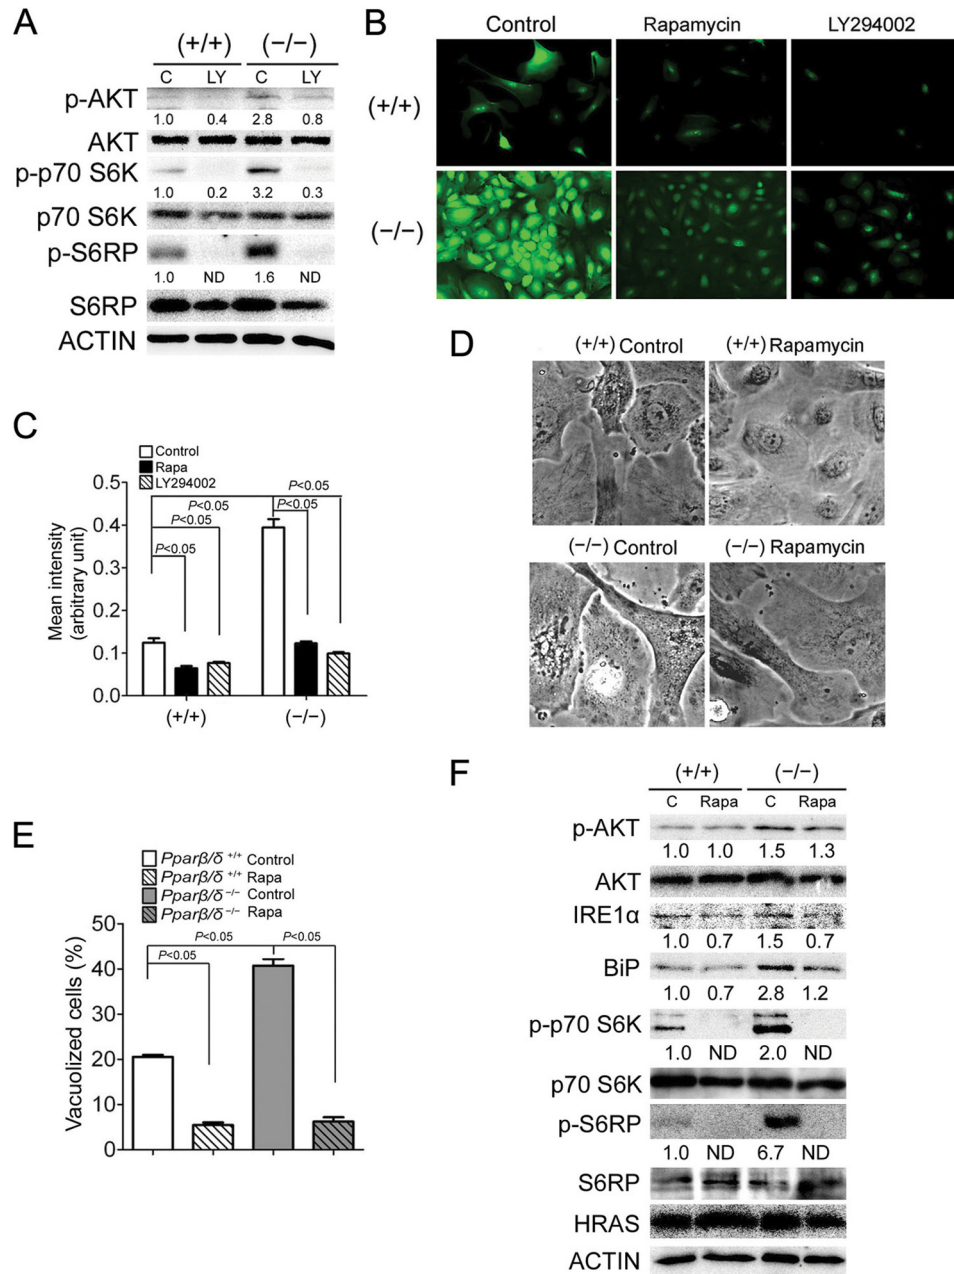 A
(+/+) (−/−)
C LY C LY
p-AKT
1.0 0.4 2.8 0.8
AKT
p-p70 S6K
1.0 0.2 3.2 0.3
p70 S6K
p-S6RP
1.0 ND 1.6 ND
S6RP
ACTIN
B
Control Rapamycin LY294002
(+/+)
(−/−)
C
Control
Rapa
LY294002
Mean intensity
(arbitrary unit)
0.5
0.4
0.3
0.2
0.1
0.0
P<0.05
P<0.05
P<0.05
P<0.05
P<0.05
(+/+) (−/−)
D
(+/+) Control (+/+) Rapamycin
(−/−) Control (−/−) Rapamycin
E
Pparβ/δ +/+ Control
Pparβ/δ +/+ Rapa
Pparβ/δ −/− Control
Pparβ/δ −/− Rapa
Vacuolized cells (%)
50
40
30
20
10
0
P<0.05 P<0.05
P<0.05
F
(+/+) (−/−)
C Rapa C Rapa
p-AKT
1.0 1.0 1.5 1.3
AKT
IRE1α
1.0 0.7 1.5 0.7
BiP
1.0 0.7 2.8 1.2
p-p70 S6K
1.0 ND 2.0 ND
p70 S6K
p-S6RP
1.0 ND 6.7 ND
S6RP
HRAS
ACTIN